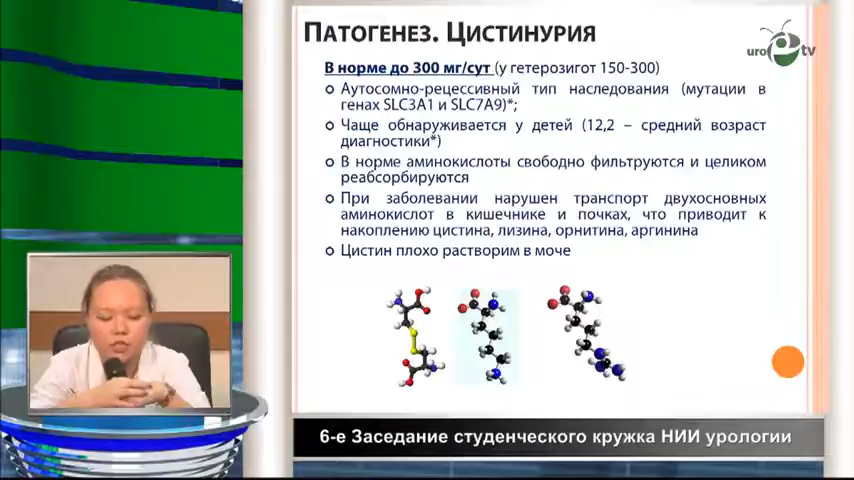 Патогенез. Цистинурия
uro tv
В норме до 300 мг/сут (у гетерозигот 150-300)
Аутосомно-рецессивный тип наследования (мутации в
генах SLC3A1 и SLC7A9)*;
Чаще обнаруживается у детей (12,2 – средний возраст
диагностики*)
В норме аминокислоты свободно фильтруются и целиком
реабсорбируются
При заболевании нарушен транспорт двухосновных
аминокислот в кишечнике и почках, что приводит к
накоплению цистина, лизина, орнитина, аргинина
Цистин плохо растворим в моче
6-е Заседание студенческого кружка НИИ урологии